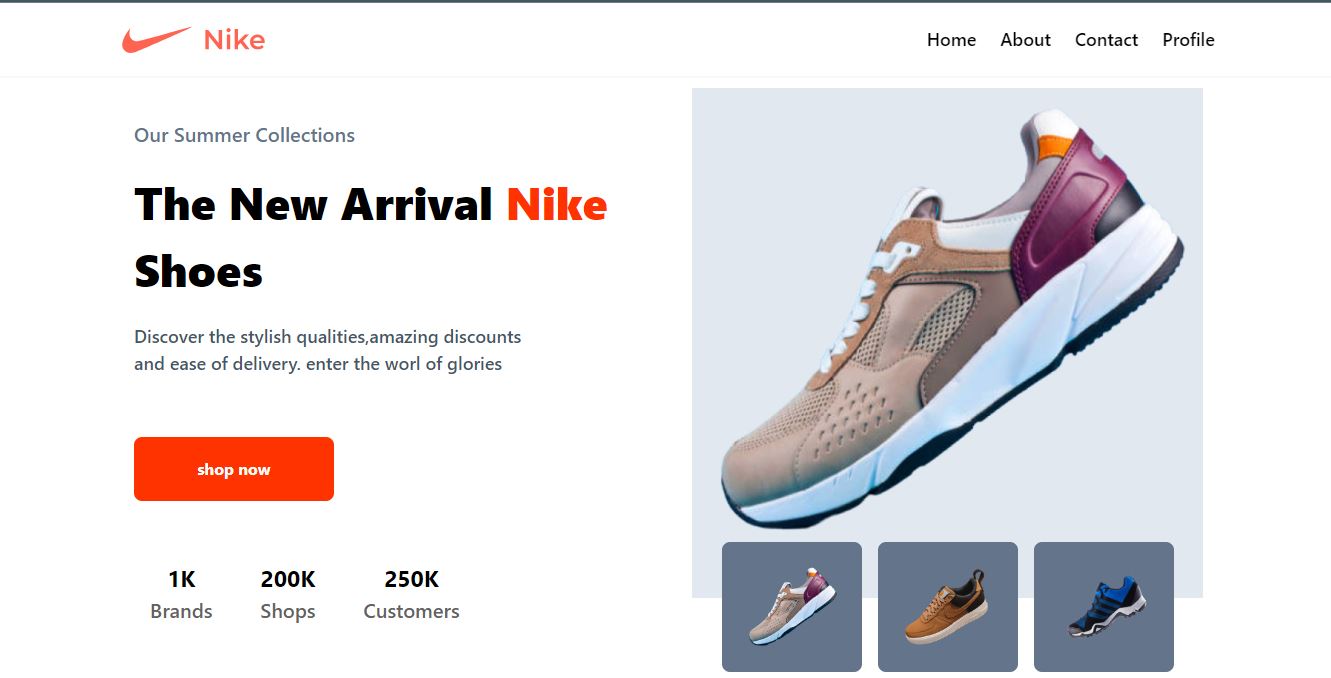 Nike
Home About Contact Profile
Our Summer Collections
The New Arrival Nike
Shoes
Discover the stylish qualities,amazing discounts
and ease of delivery. enter the worl of glories
shop now
1K 200K 250K
Brands Shops Customers